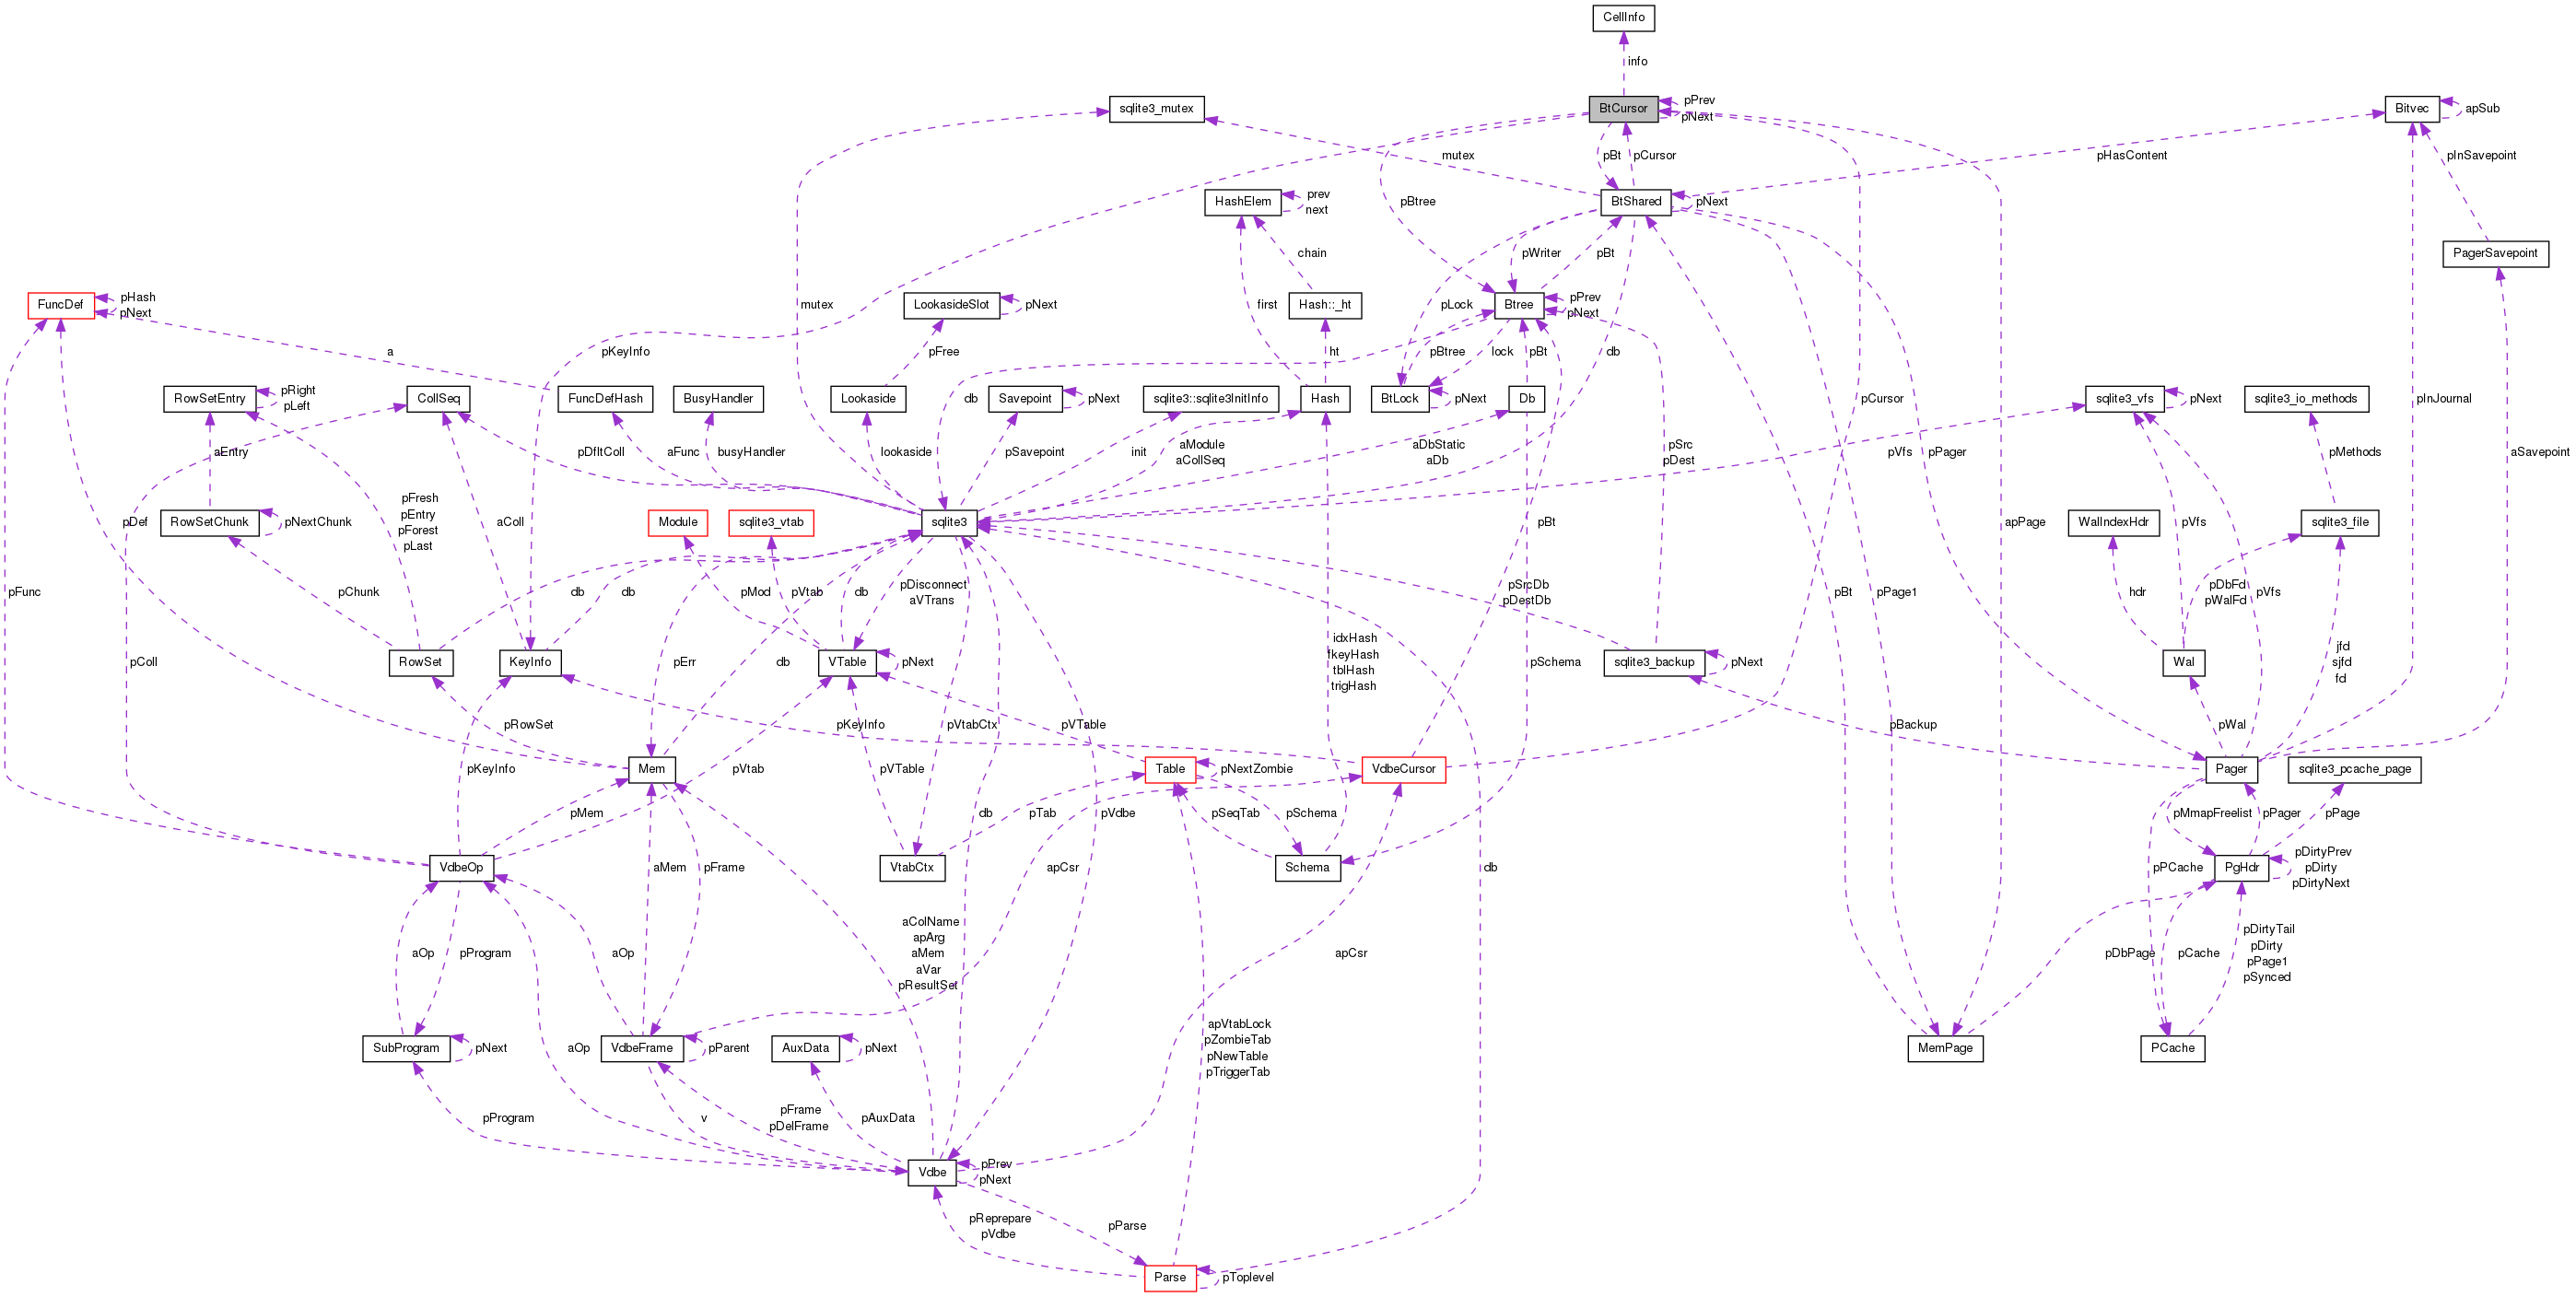 CellInfo
info
sqlite3_mutex
BtCursor
pPrev
pNext
Bitvec
apSub
mutex
pBt
pCursor
pHasContent
pInSavepoint
HashElem
prev
next
pBtree
BtShared
pNext
chain
pWriter
pBt
PagerSavepoint
FuncDef
pHash
pNext
mutex
LookasideSlot
pNext
first
Hash::_ht
pLock
Btree
pPrev
pNext
a
pKeyInfo
pFree
ht
db
pBtree
lock
pBt
db
RowSetEntry
pRight
pLeft
CollSeq
FuncDefHash
BusyHandler
Lookaside
Savepoint
pNext
sqlite3::sqlite3InitInfo
Hash
BtLock
pNext
Db
pCursor
sqlite3_vfs
pNext
sqlite3_io_methods
pInJournal
aEntry
pDfltColl
aFunc
busyHandler
lookaside
pSavepoint
init
aModule
aCollSeq
aDbStatic
aDb
pSrc
pDest
pVfs
pPager
pMethods
aSavepoint
pDef
pFresh
pEntry
pForest
pLast
RowSetChunk
pNextChunk
aColl
Module
sqlite3_vtab
sqlite3
pBt
apPage
WalIndexHdr
pVfs
sqlite3_file
pFunc
pChunk
db
db
pMod
pVtab
db
pDisconnect
aVTrans
pSrcDb
pDestDb
pBt
pPage1
hdr
pDbFd
pWalFd
pVfs
pColl
RowSet
KeyInfo
pErr
db
VTable
pNext
idxHash
fkeyHash
tblHash
trigHash
pSchema
sqlite3_backup
pNext
Wal
jfd
sjfd
fd
pRowSet
pVtabCtx
pVTable
pKeyInfo
pBackup
pWal
pKeyInfo
Mem
pVtab
pVTable
Table
pNextZombie
VdbeCursor
Pager
sqlite3_pcache_page
pMem
db
pVdbe
pTab
pSeqTab
pSchema
pMmapFreelist
pPager
pPage
VdbeOp
aMem
pFrame
VtabCtx
apCsr
Schema
db
pPCache
PgHdr
pDirtyPrev
pDirty
pDirtyNext
aOp
pProgram
aOp
aColName
apArg
aMem
aVar
pResultSet
apCsr
pDbPage
pCache
pDirtyTail
pDirty
pPage1
pSynced
SubProgram
pNext
aOp
VdbeFrame
pParent
AuxData
pNext
apVtabLock
pZombieTab
pNewTable
pTriggerTab
MemPage
PCache
pProgram
v
pFrame
pDelFrame
pAuxData
Vdbe
pPrev
pNext
pReprepare
pVdbe
pParse
Parse
pToplevel